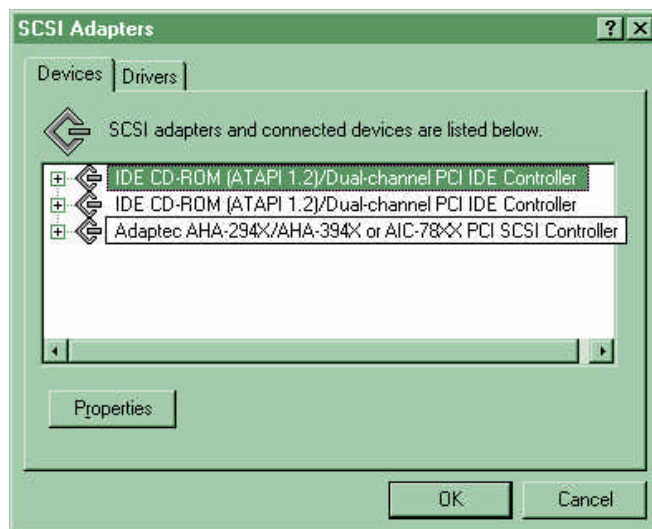 SCSI Adapters
Devices Drivers
SCSI adapters and connected devices are listed below.
IDE CD-ROM (ATAPI 1.2)/Dual-channel PCI IDE Controller
IDE CD-ROM (ATAPI 1.2)/Dual-channel PCI IDE Controller
Adaptec AHA-294X/AHA-394X or AIC-78XX PCI SCSI Controller
Properties
OK Cancel